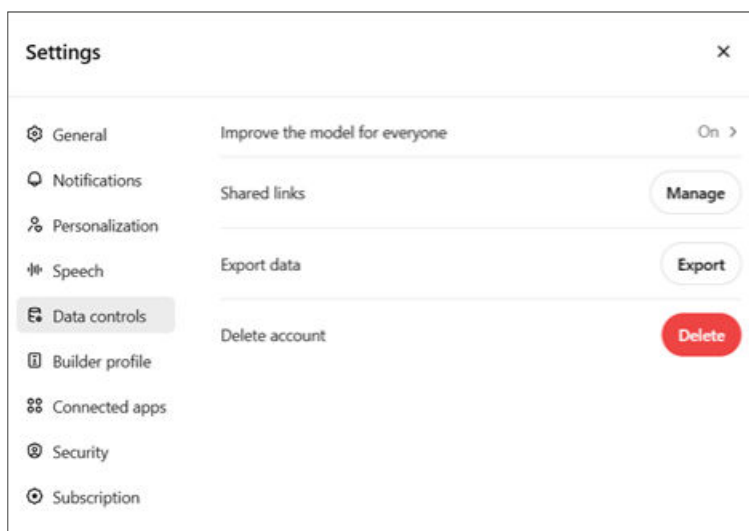 Settings
General
Notifications
Personalization
Speech
Data controls
Builder profile
Connected apps
Security
Subscription
Improve the model for everyone
On
Shared links
Manage
Export data
Export
Delete account
Delete